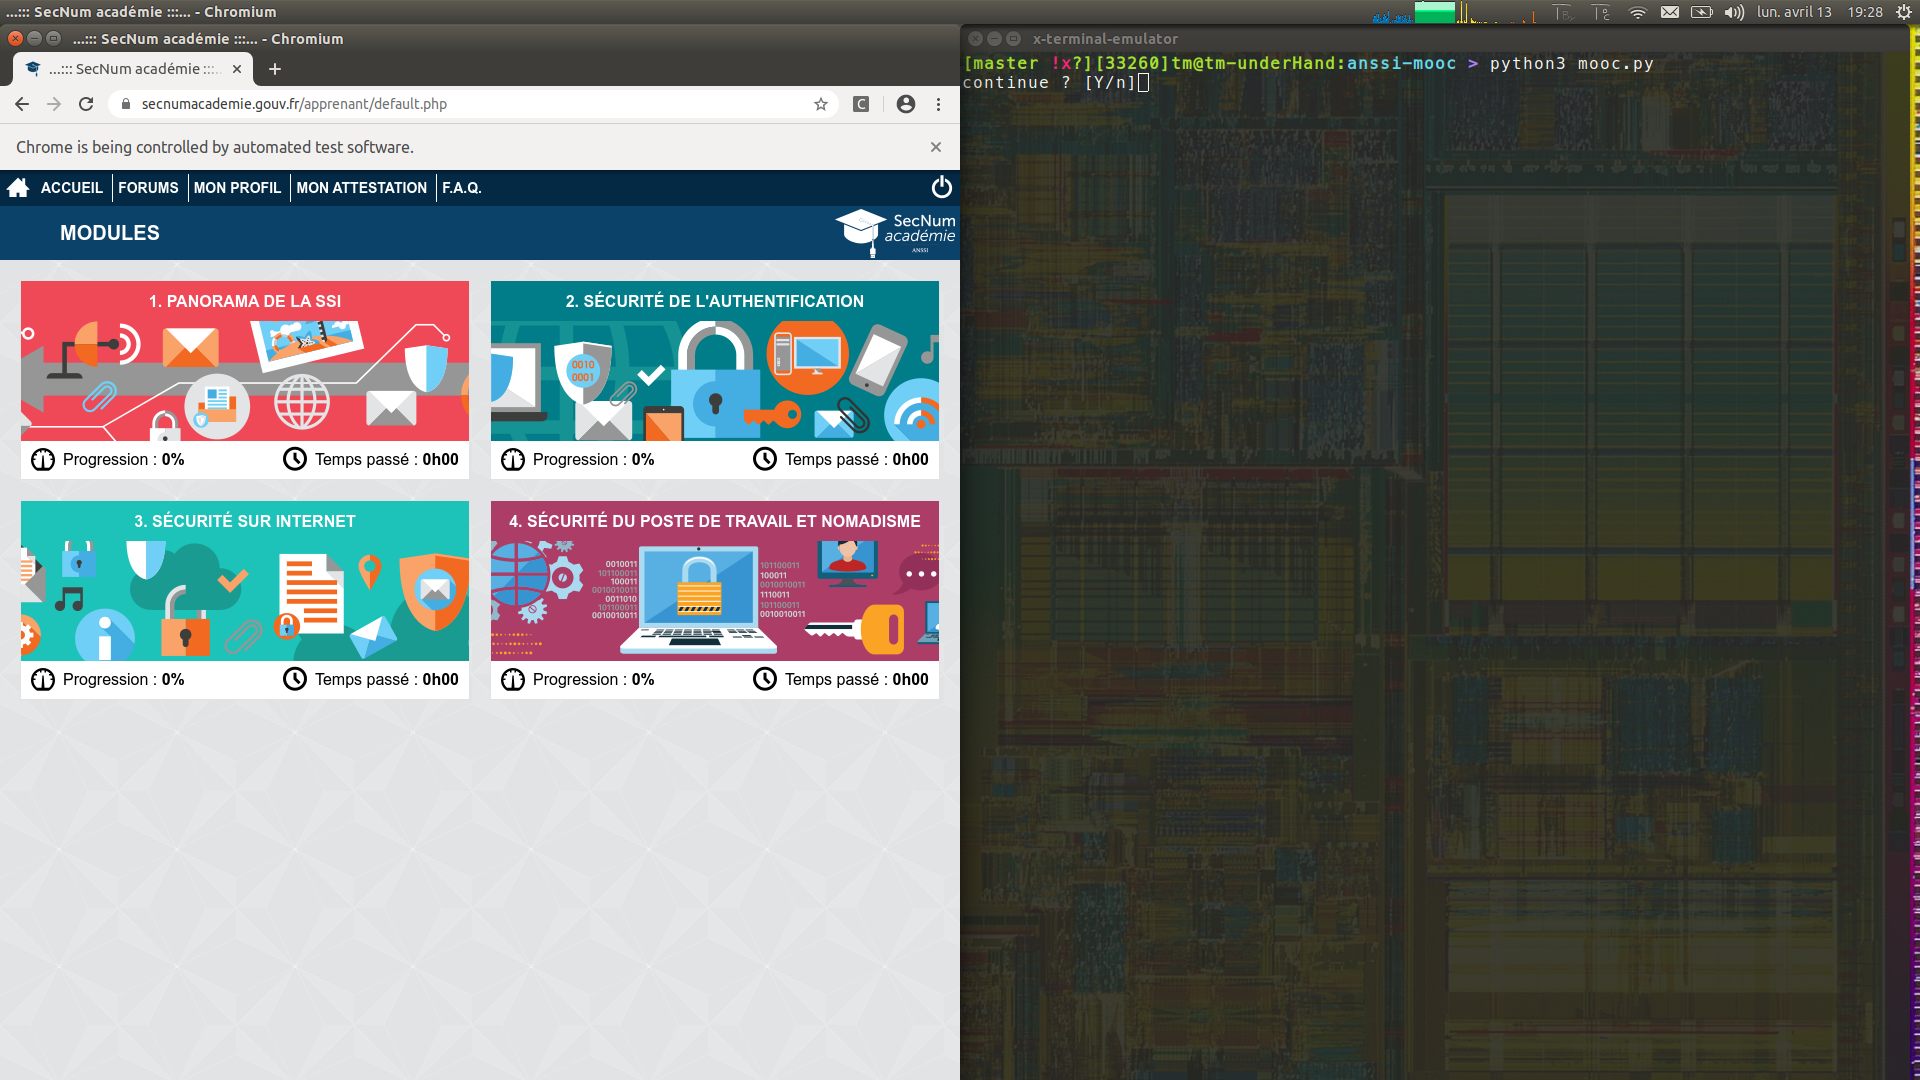 ...::: SecNum académie :::... - Chromium
lun. avril 13 19:28
...::: SecNum académie :::... - Chromium
...::: SecNum académie :::...
secnumacademie.gouv.fr/apprenant/default.php
C
Chrome is being controlled by automated test software.
ACCUEIL FORUMS MON PROFIL MON ATTESTATION F.A.Q.
MODULES
SecNum
académie
ANSSI
1. PANORAMA DE LA SSI
Progression : 0% Temps passé : 0h00
2. SÉCURITÉ DE L'AUTHENTIFICATION
0010
0001
Progression : 0% Temps passé : 0h00
3. SÉCURITÉ SUR INTERNET
Progression : 0% Temps passé : 0h00
4. SÉCURITÉ DU POSTE DE TRAVAIL ET NOMADISME
0010011
101100011
100011
0010010011
0011010
101100011
0010010011
101100011
100011
0010010011
1110011
101100011
0010010011
Progression : 0% Temps passé : 0h00
x-terminal-emulator
[master !x?][33260]tm@tm-underHand:anssi-mooc > python3 mooc.py
continue ? [Y/n]